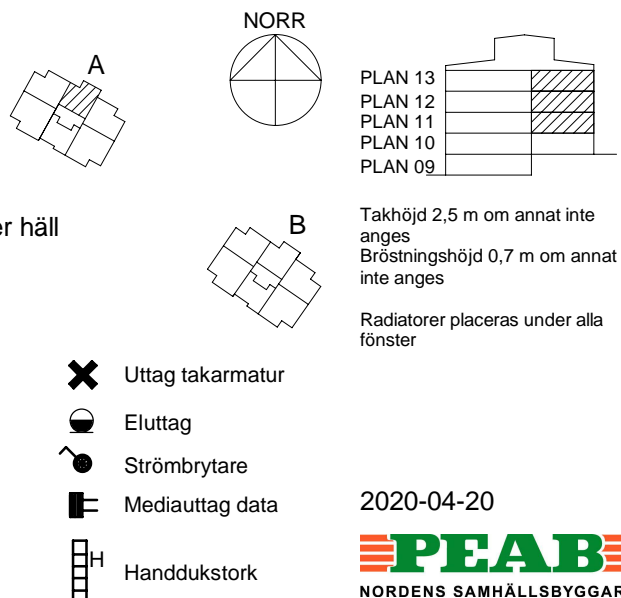 NORR
A
PLAN 13
PLAN 12
PLAN 11
PLAN 10
PLAN 09
er häll
B
Takhöjd 2,5 m om annat inte
anges
Bröstningshöjd 0,7 m om annat
inte anges
Radiatorer placeras under alla
fönster
Uttag takarmatur
Eluttag
Strömbrytare
Mediauttag data
H
Handdukstork
2020-04-20
PEAB
NORDENS SAMHÄLLSBYGGAR